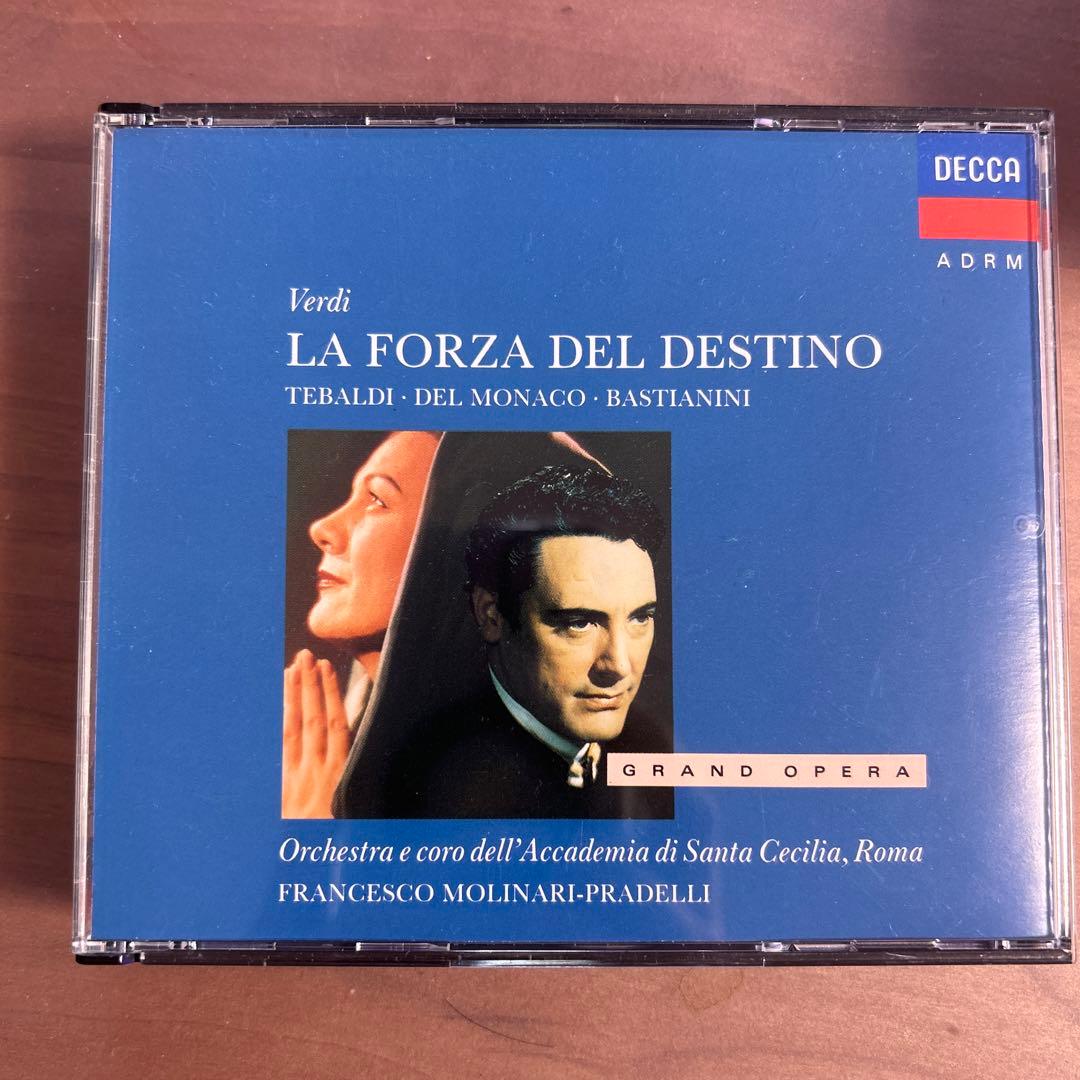 DECCA
ADRM
Verdi
LA FORZA DEL DESTINO
TEBALDI · DEL MONACO · BASTIANINI
GRAND OPERA
Orchestra e coro dell'Accademia di Santa Cecilia, Roma
FRANCESCO MOLINARI-PRADELLI